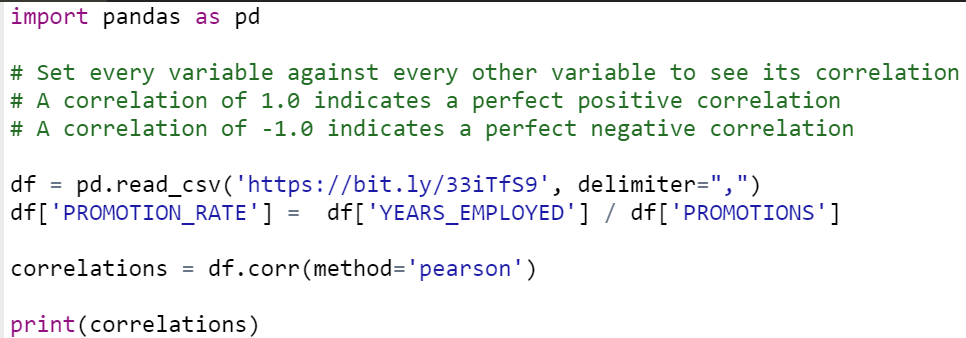 import pandas as pd
# Set every variable against every other variable to see its correlation
# A correlation of 1.0 indicates a perfect positive correlation
# A correlation of -1.0 indicates a perfect negative correlation
df = pd.read_csv('https://bit.ly/33iTfS9', delimiter=",")
df['PROMOTION_RATE'] =  df['YEARS_EMPLOYED'] / df['PROMOTIONS']
correlations = df.corr(method='pearson')
print(correlations)